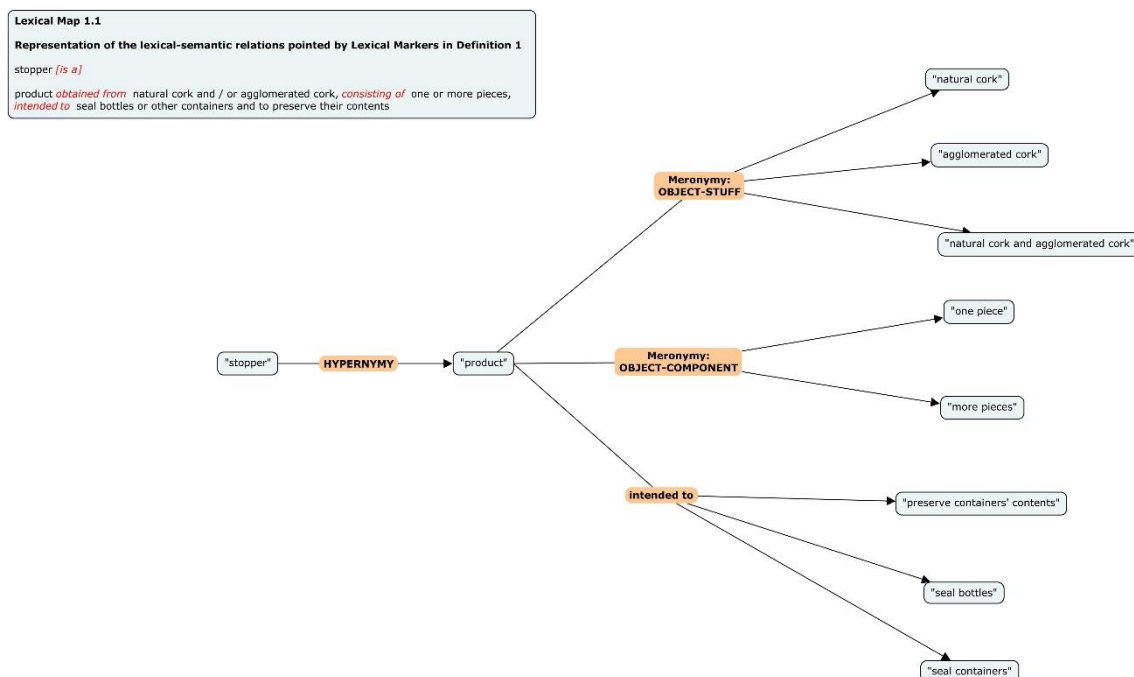 Lexical Map 1.1
Representation of the lexical-semantic relations pointed by Lexical Markers in Definition 1
stopper [is a]
product obtained from natural cork and / or agglomerated cork, consisting of one or more pieces,
intended to seal bottles or other containers and to preserve their contents
"natural cork"
"agglomerated cork"
Meronymy:
OBJECT-STUFF
"natural cork and agglomerated cork"
"one piece"
"stopper"
HYPERNYMY
"product"
Meronymy:
OBJECT-COMPONENT
"more pieces"
intended to
"preserve containers' contents"
"seal bottles"
"seal containers"